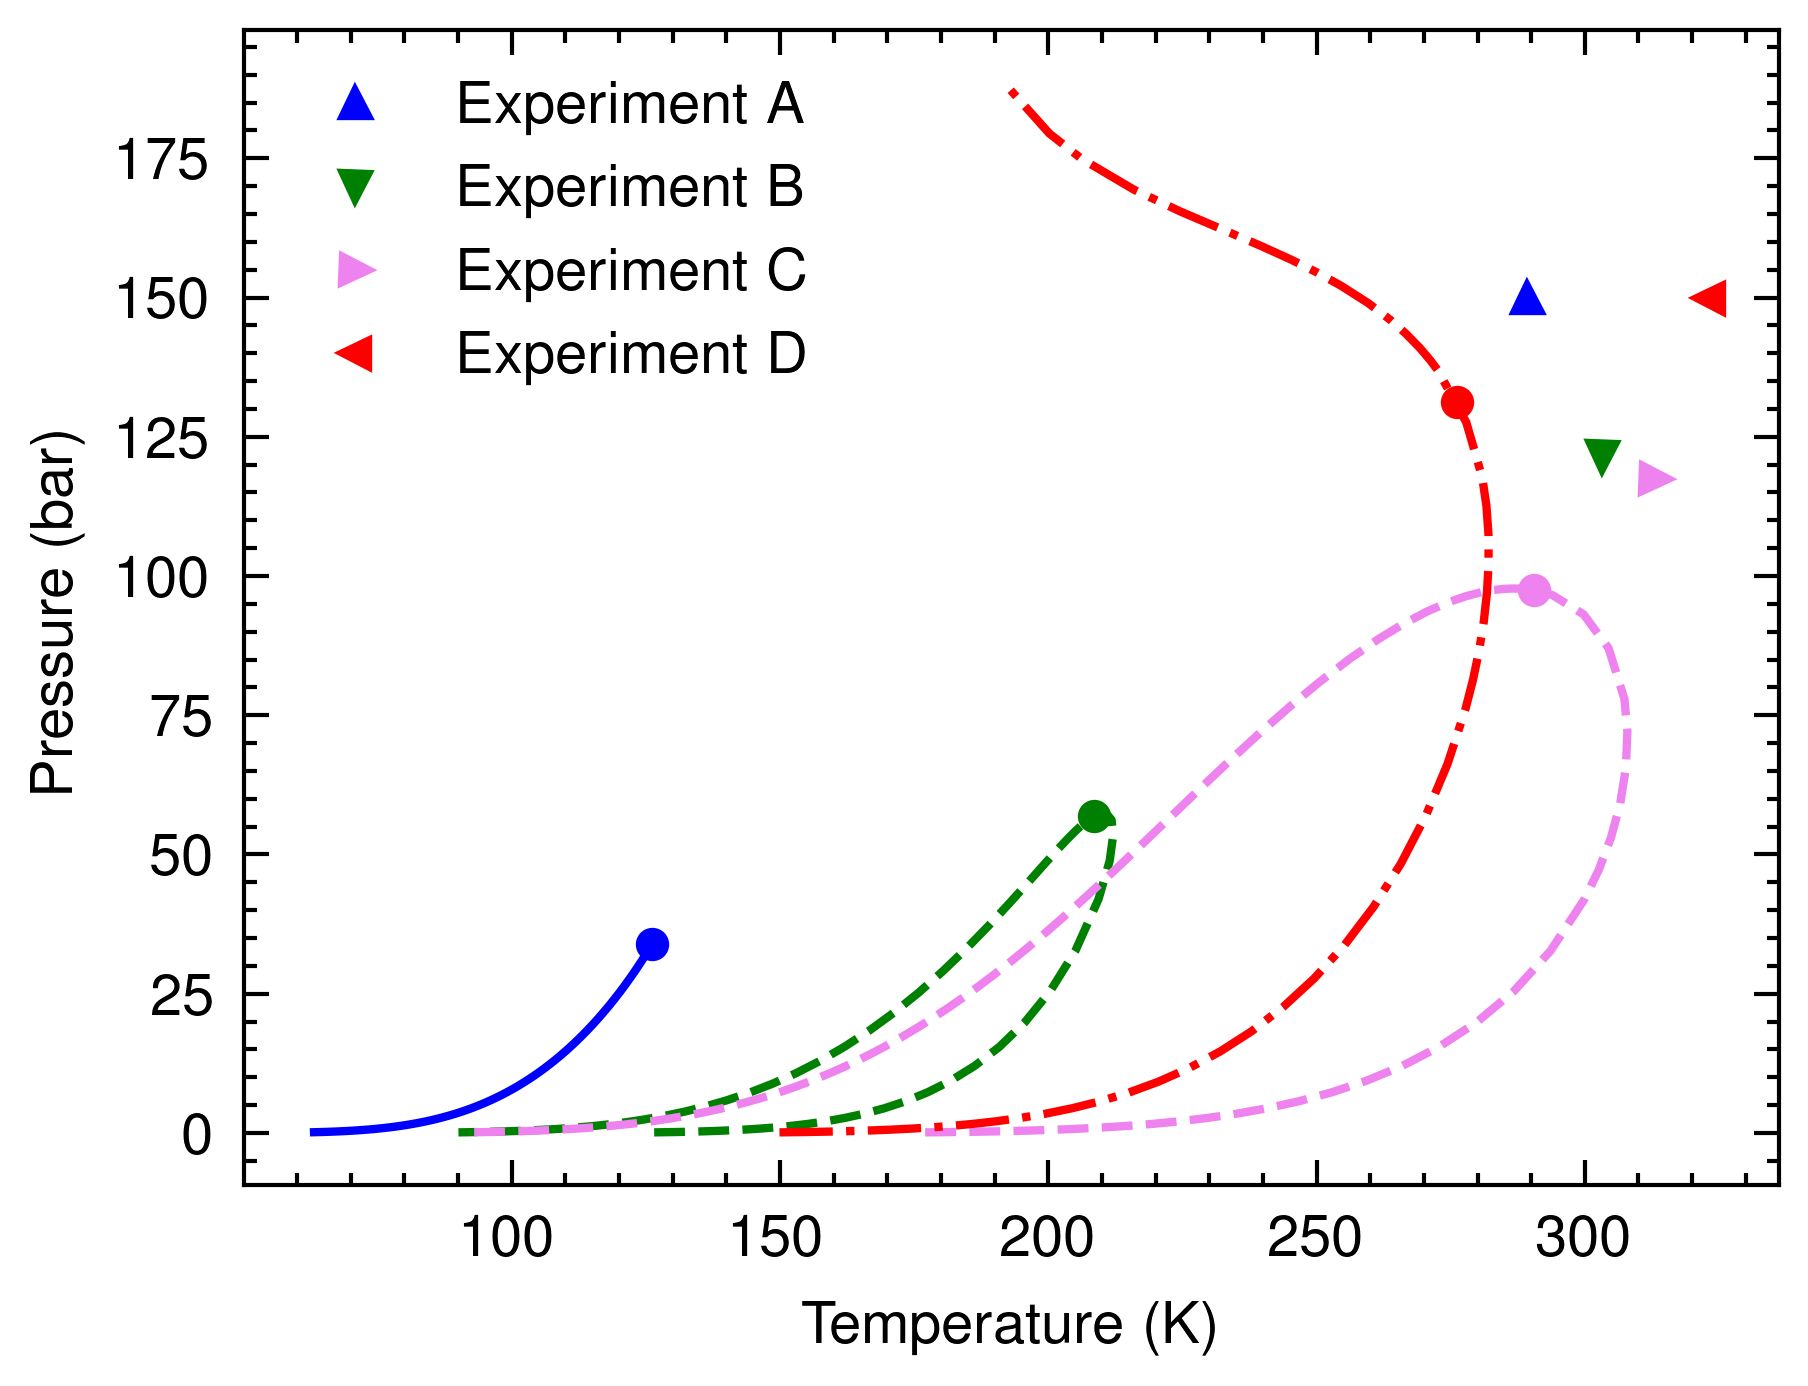 Experiment A
Experiment B
Experiment C
Experiment D
175
150
125
100
75
50
25
0
Pressure (bar)
100 150 200 250 300
Temperature (K)